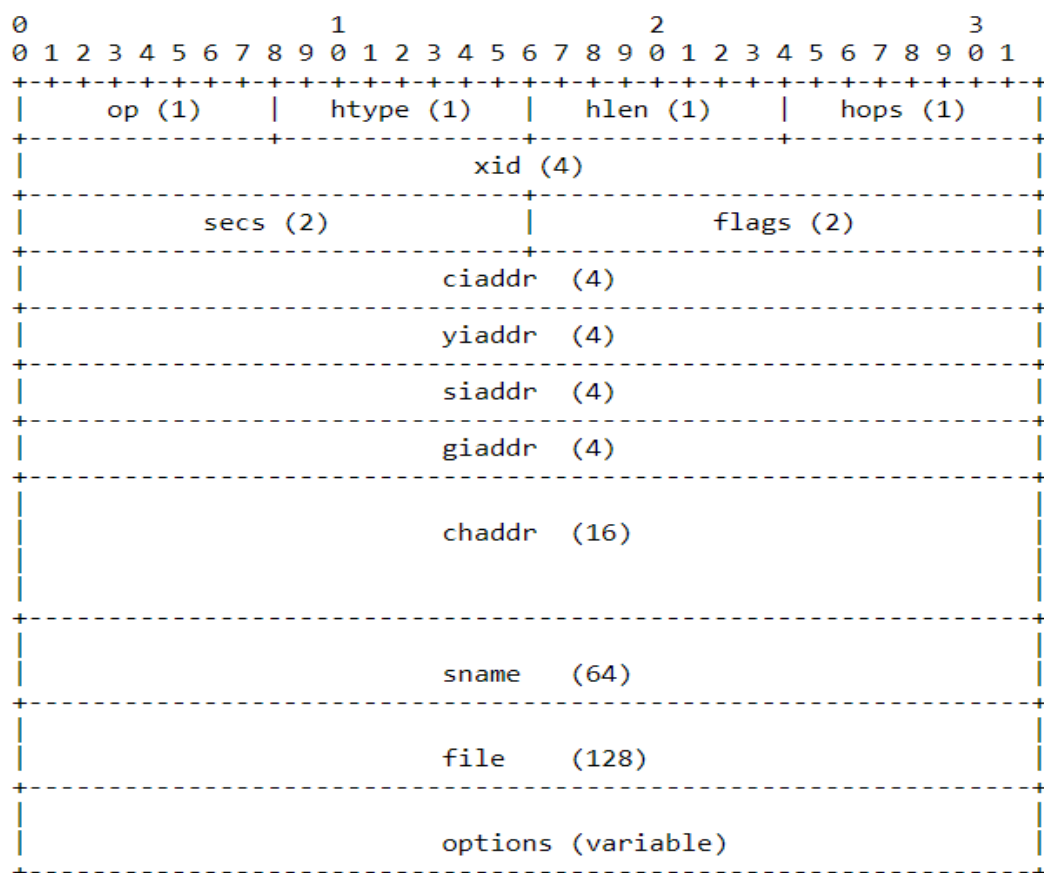 0                   1                   2                   3
0 1 2 3 4 5 6 7 8 9 0 1 2 3 4 5 6 7 8 9 0 1 2 3 4 5 6 7 8 9 0 1
+-+-+-+-+-+-+-+-+-+-+-+-+-+-+-+-+-+-+-+-+-+-+-+-+-+-+-+-+-+-+-+-+
|     op (1)    |   htype (1)   |   hlen (1)    |   hops (1)    |
+---------------+---------------+---------------+---------------+
|                            xid (4)                            |
+-------------------------------+-------------------------------+
|           secs (2)            |           flags (2)           |
+-------------------------------+-------------------------------+
|                          ciaddr  (4)                          |
+---------------------------------------------------------------+
|                          yiaddr  (4)                          |
+---------------------------------------------------------------+
|                          siaddr  (4)                          |
+---------------------------------------------------------------+
|                          giaddr  (4)                          |
+---------------------------------------------------------------+
|                                                               |
|                          chaddr  (16)                         |
|                                                               |
|                                                               |
+---------------------------------------------------------------+
|                                                               |
|                          sname   (64)                         |
+---------------------------------------------------------------+
|                                                               |
|                          file    (128)                        |
+---------------------------------------------------------------+
|                                                               |
|                          options (variable)                   |
+---------------------------------------------------------------+